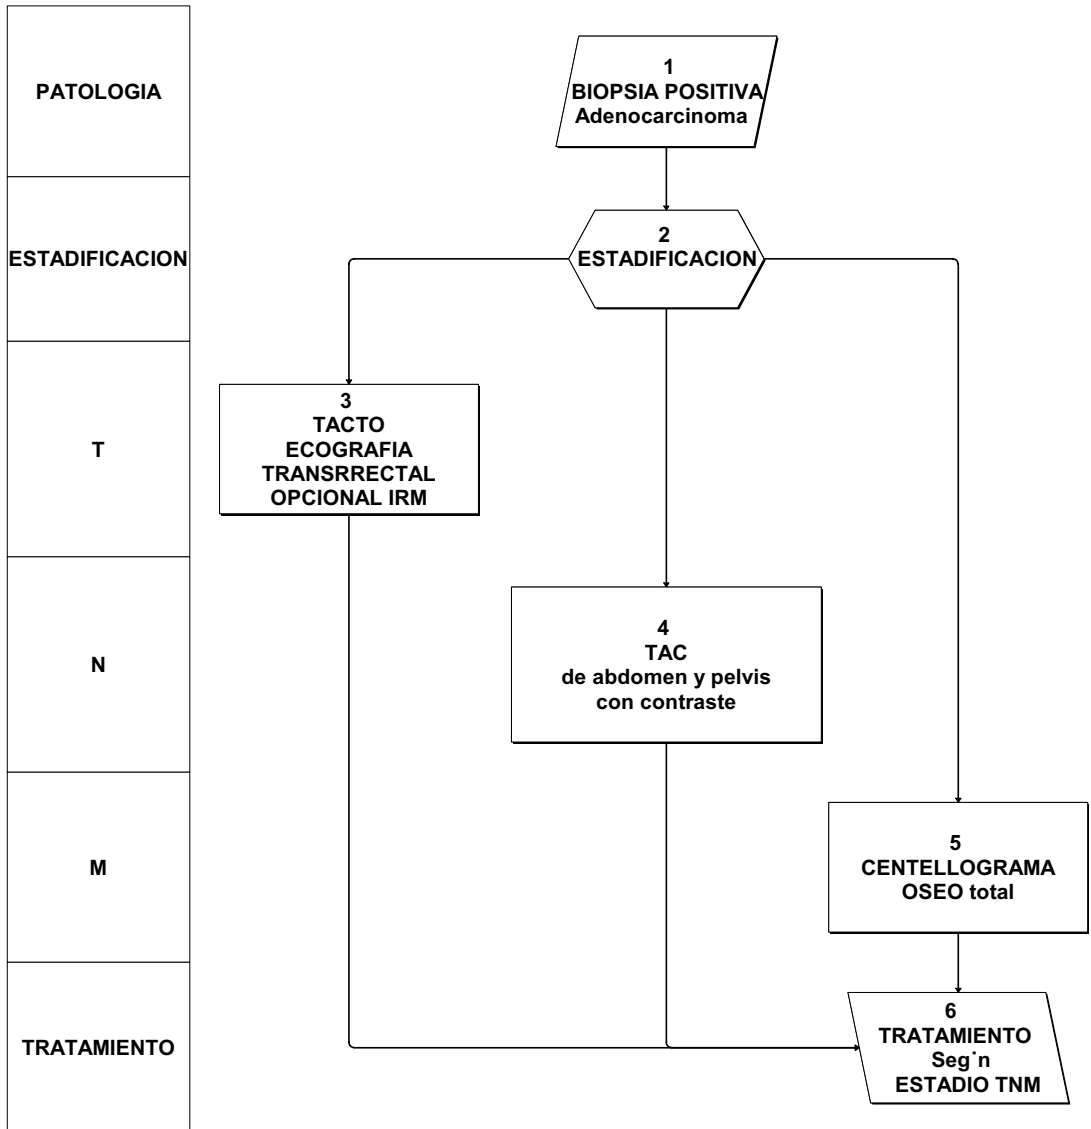 PATOLOGIA
1
BIOPSIA POSITIVA
Adenocarcinoma
ESTADIFICACION
2
ESTADIFICACION
T
3
TACTO
ECOGRAFIA
TRANSRRECTAL
OPCIONAL IRM
N
4
TAC
de abdomen y pelvis
con contraste
M
5
CENTELLOGRAMA
OSEO total
TRATAMIENTO
6
TRATAMIENTO
Seg˙n
ESTADIO TNM